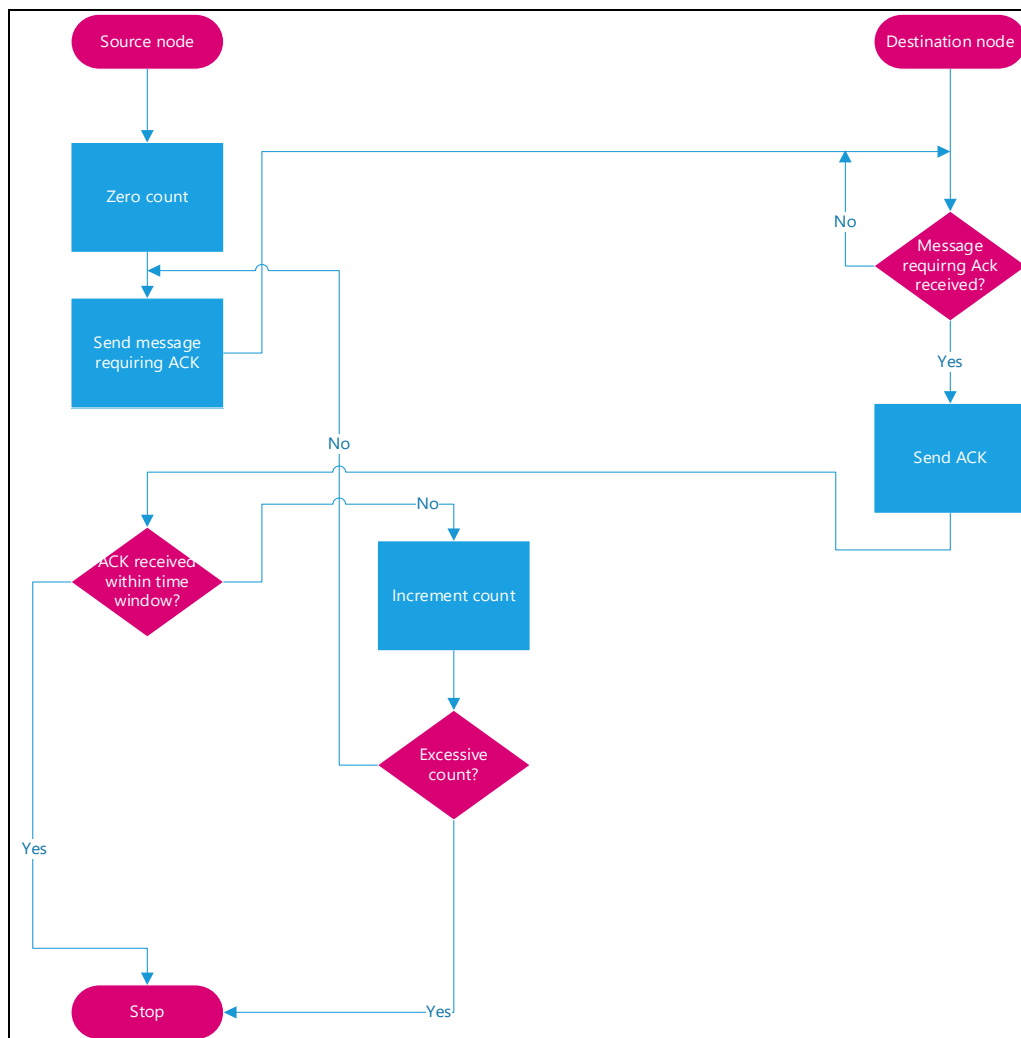 Source node
Destination node
Zero count
No
Message
requirng Ack
received?
Send message
requiring ACK
Yes
No
Send ACK
No
ACK received
within time
window?
Increment count
Excessive
count?
Yes
Stop
Yes